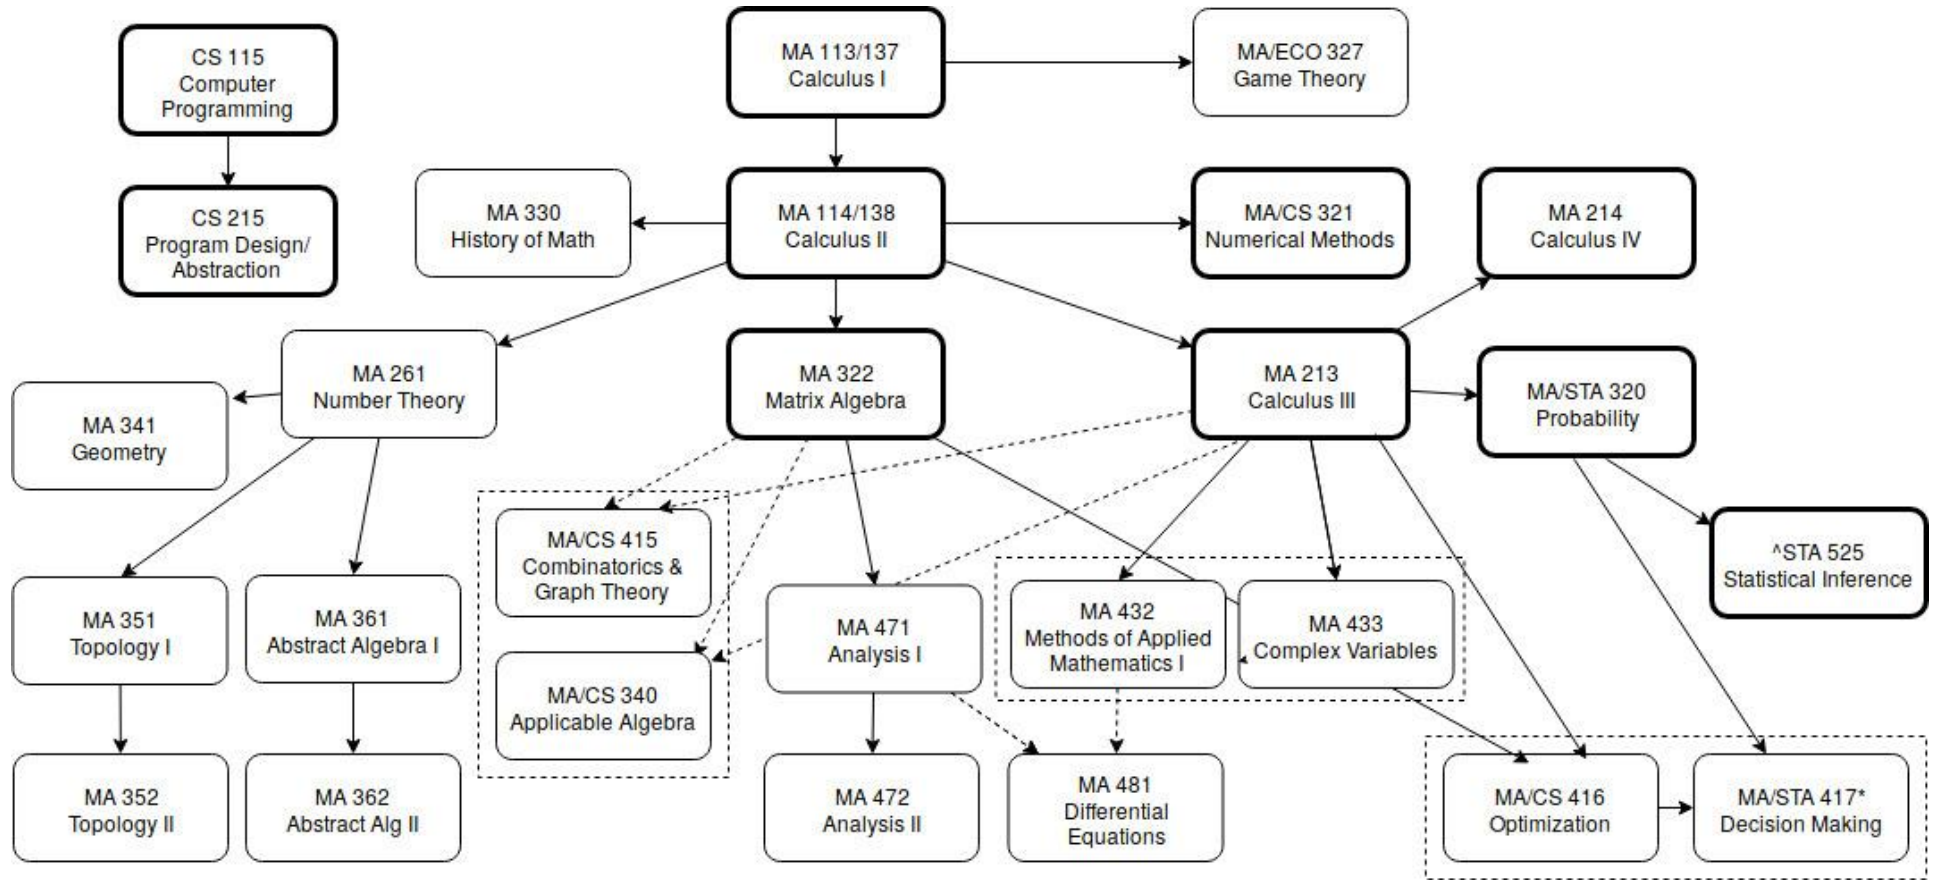 CS 115
Computer
Programming
MA 113/137
Calculus I
MA/ECO 327
Game Theory
CS 215
Program Design/
Abstraction
MA 330
History of Math
MA 114/138
Calculus II
MA/CS 321
Numerical Methods
MA 214
Calculus IV
MA 341
Geometry
MA 261
Number Theory
MA 322
Matrix Algebra
MA 213
Calculus III
MA/STA 320
Probability
MA 351
Topology I
MA 361
Abstract Algebra I
MA/CS 415
Combinatorics &
Graph Theory
MA/CS 340
Applicable Algebra
MA 471
Analysis I
MA 432
Methods of Applied
Mathematics I
MA 433
Complex Variables
^STA 525
Statistical Inference
MA 352
Topology II
MA 362
Abstract Alg II
MA 472
Analysis II
MA 481
Differential
Equations
MA/CS 416
Optimization
MA/STA 417*
Decision Making